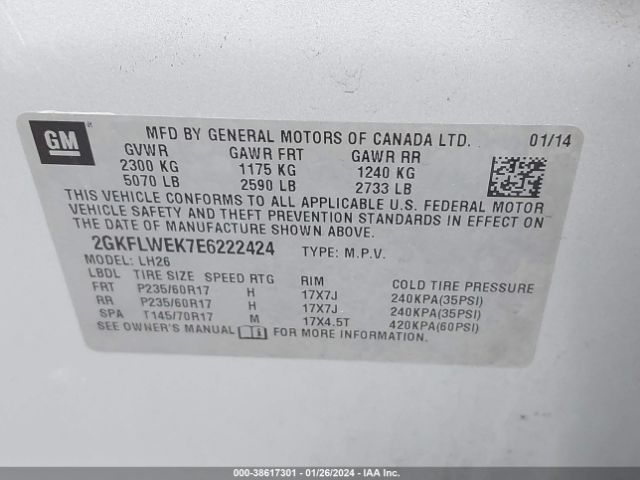 GM
MFD BY GENERAL MOTORS OF CANADA LTD. 01/14
GVWR GAWR FRT GAWR RR
2300 KG 1175 KG 1240 KG
5070 LB 2590 LB 2733 LB
THIS VEHICLE CONFORMS TO ALL APPLICABLE U.S. FEDERAL MOTOR
VEHICLE SAFETY AND THEFT PREVENTION STANDARDS IN EFFECT ON
THE DATE OF MANUFACTURE SHOWN ABOVE.
2GKFLWEK7E6222424 TYPE: M.P.V.
MODEL: LH26
LBDL TIRE SIZE SPEED RTG RIM COLD TIRE PRESSURE
FRT P235/60R17 H 17X7J 240KPA(35PSI)
RR P235/60R17 H 17X7J 240KPA(35PSI)
SPA T145/70R17 M 17X4.5T 420KPA(60PSI)
SEE OWNER'S MANUAL FOR MORE INFORMATION.
000-38617301 - 01/26/2024 - IAA Inc.